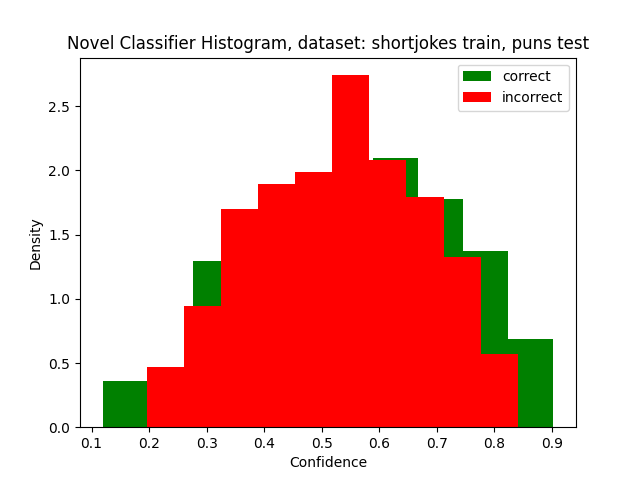 Novel Classifier Histogram, dataset: shortjokes train, puns test
correct
incorrect
Density
2.5
2.0
1.5
1.0
0.5
0.0
0.1 0.2 0.3 0.4 0.5 0.6 0.7 0.8 0.9
Confidence